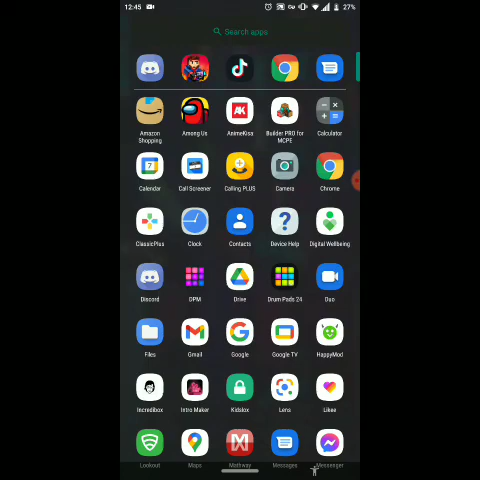 12:45
27%
Search apps
Amazon Shopping
Among Us
AnimeKisa
Builder PRO for MCPE
Calculator
Calendar
Call Screener
Calling PLUS
Camera
Chrome
ClassicPlus
Clock
Contacts
Device Help
Digital Wellbeing
Discord
DPM
Drive
Drum Pads 24
Duo
Files
Gmail
Google
Google TV
HappyMod
Incredibox
Intro Maker
Kidslox
Lens
Likee
Lookout
Maps
Mathway
Messages
Messenger